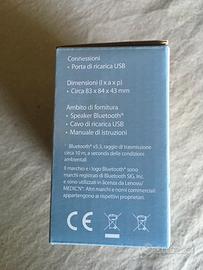 Connessioni
• Porta di ricarica USB
Dimensioni (l x a x p)
• Circa 83 x 84 x 43 mm
Ambito di fornitura
• Speaker Bluetooth®
• Cavo di ricarica USB
• Manuale di istruzioni
Bluetooth® v5.3, raggio di trasmissione
circa 10 m, a seconda delle condizioni
ambientali
Il marchio e i logo Bluetooth® sono marchi
registrati di Bluetooth SIG, Inc. e
sono utilizzati in licenza da Lenovo/
MEDION®. Altri marchi e nomi commerciali
appartengono ai rispettivi proprietari.
CE